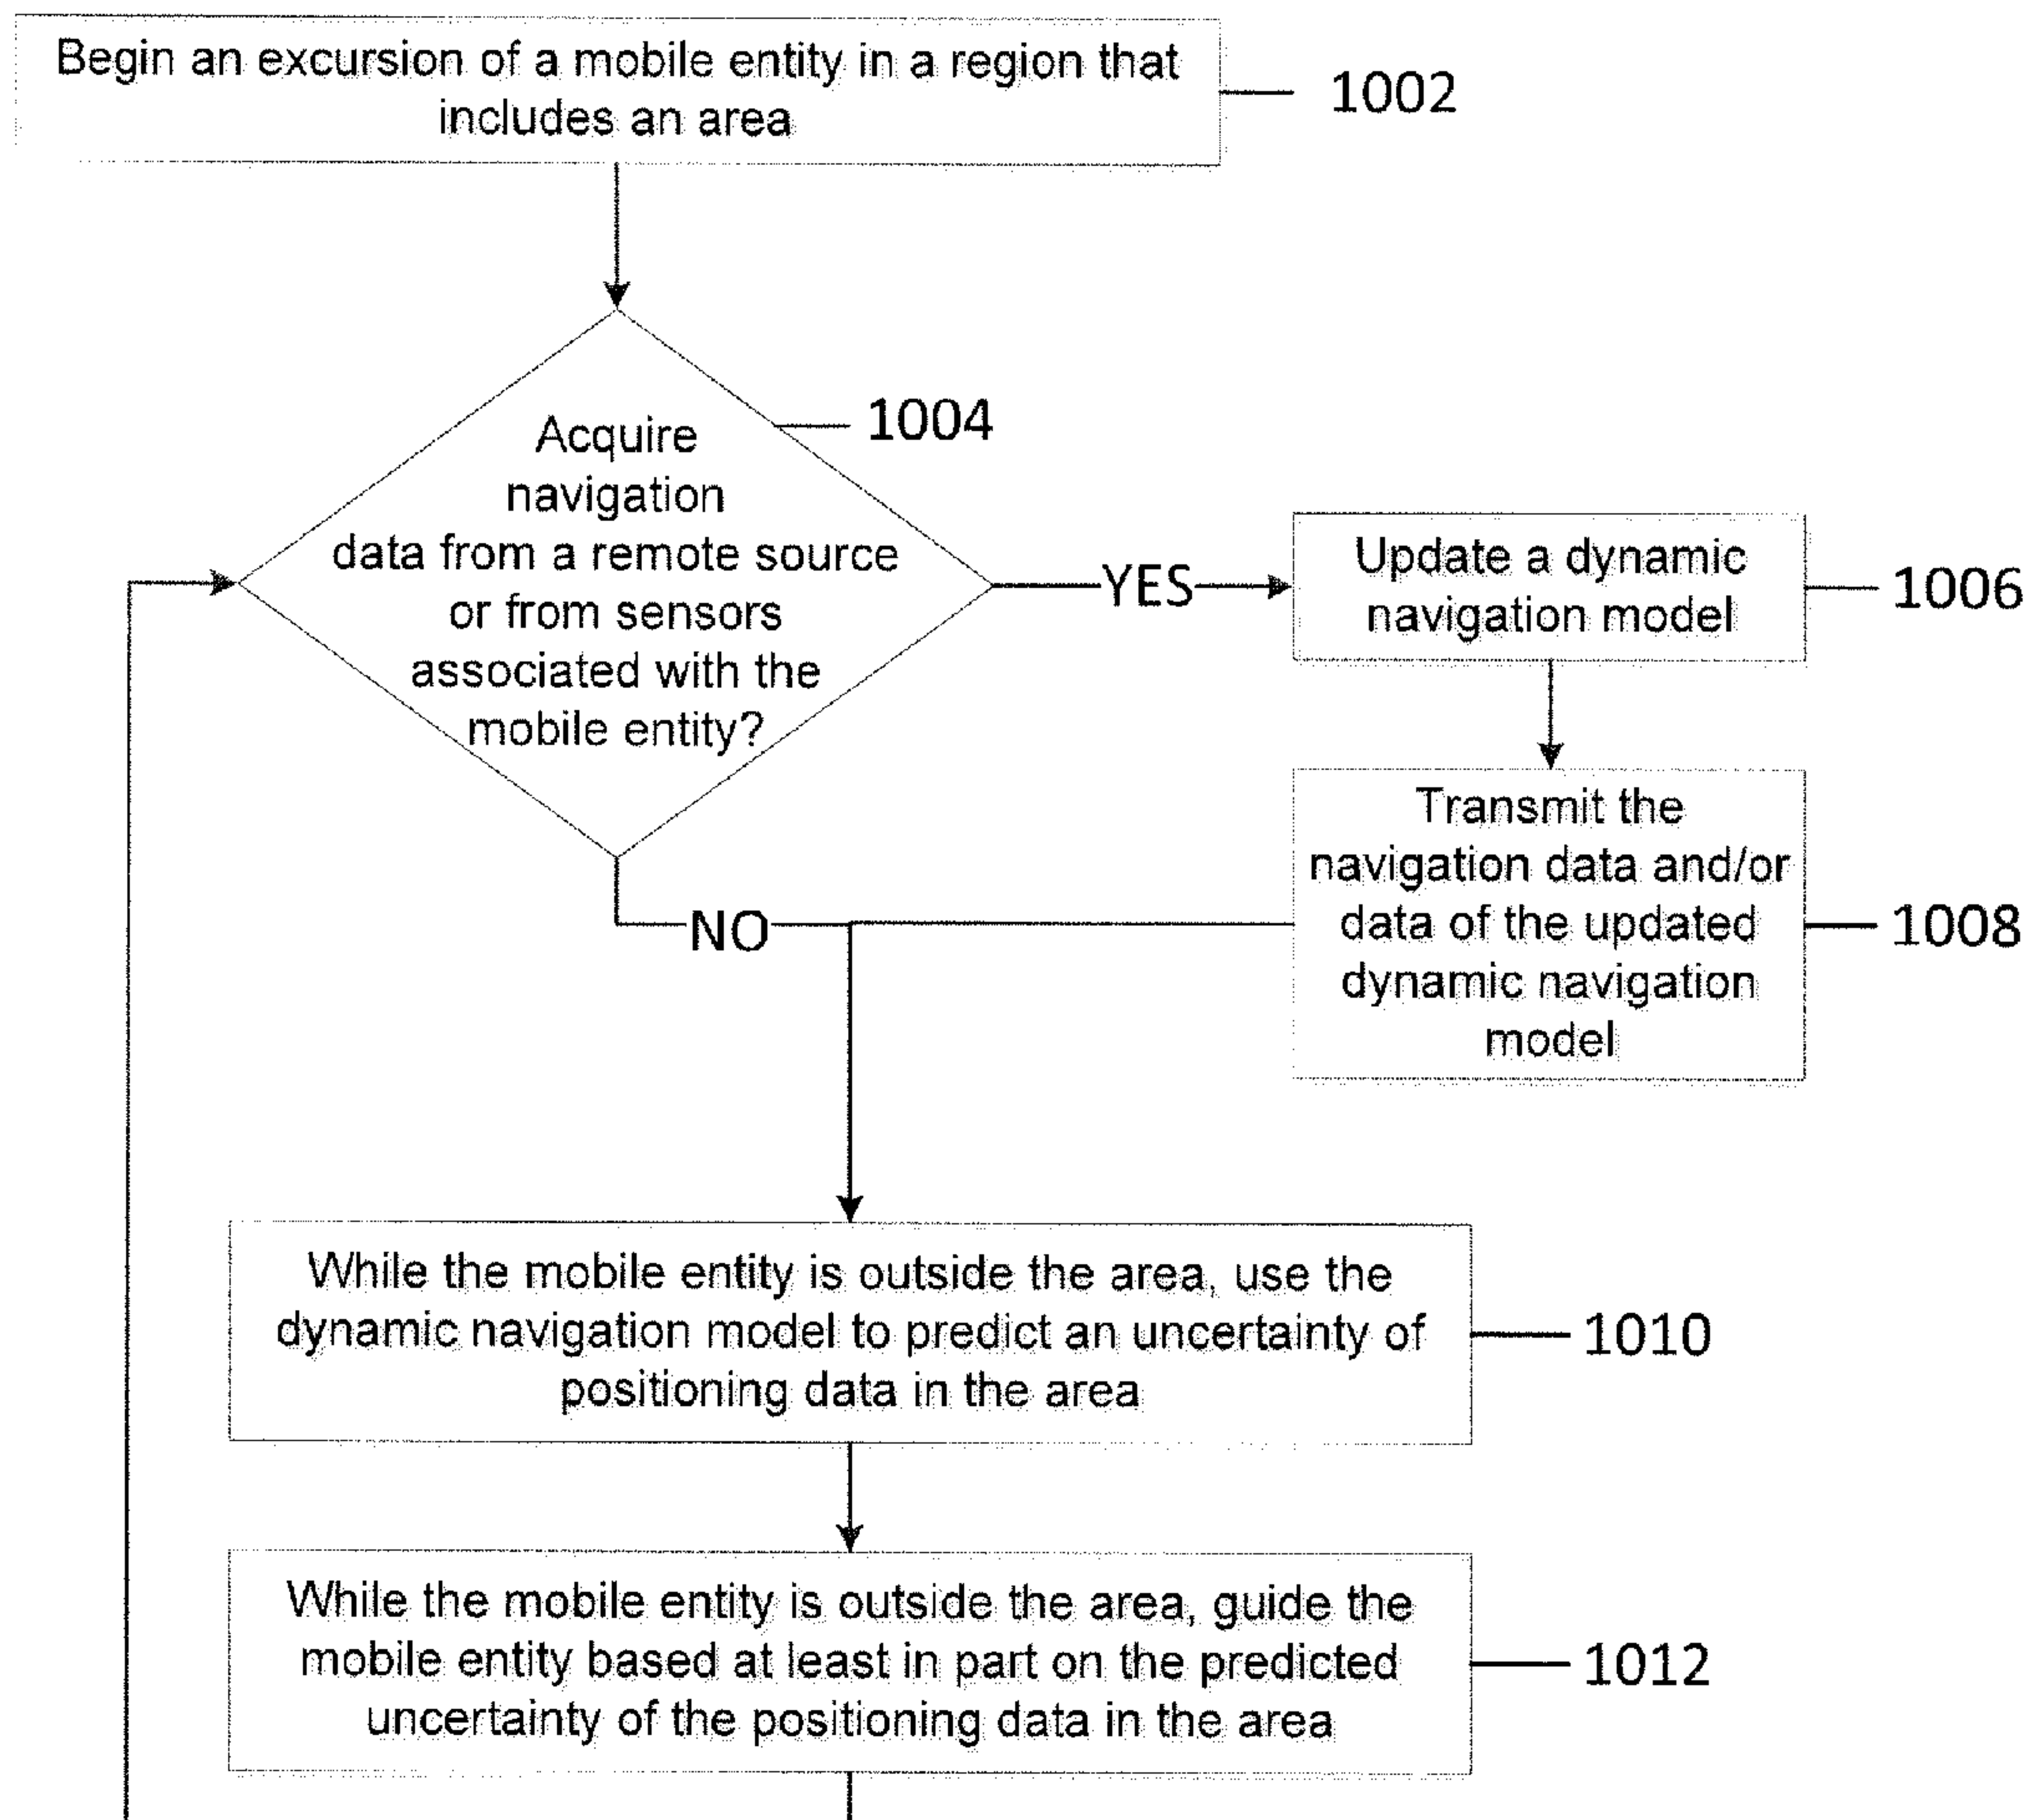 Begin an excursion of a mobile entity in a region that
includes an area
1002
Acquire
navigation
data from a remote source
or from sensors
associated with the
mobile entity?
1004
YES
Update a dynamic
navigation model
1006
Transmit the
navigation data and/or
data of the updated
dynamic navigation
model
1008
NO
While the mobile entity is outside the area, use the
dynamic navigation model to predict an uncertainty of
positioning data in the area
1010
While the mobile entity is outside the area, guide the
mobile entity based at least in part on the predicted
uncertainty of the positioning data in the area
1012